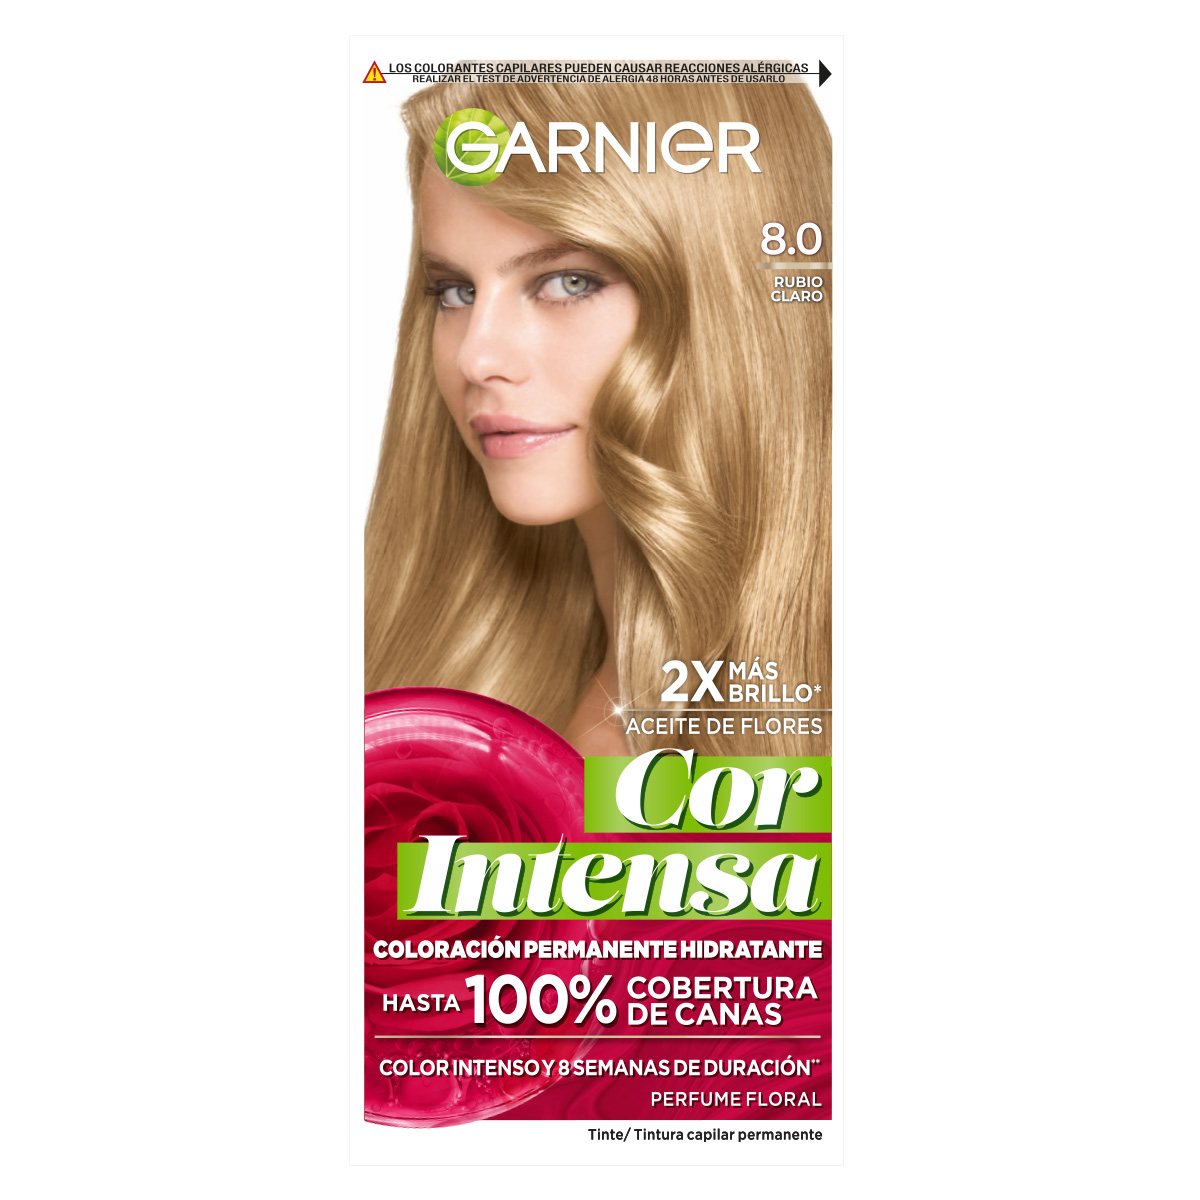 LOS COLORANTES CAPILARES PUEDEN CAUSAR REACCIONES ALÉRGICAS
REALIZAR EL TEST DE ADVERTENCIA DE ALERGIA 48 HORAS ANTES DE USARLO
GARNIER
8.0
RUBIO
CLARO
2X MÁS
BRILLO*
ACEITE DE FLORES
Cor
Intensa
COLORACIÓN PERMANENTE HIDRATANTE
HASTA 100% COBERTURA
DE CANAS
COLOR INTENSO Y 8 SEMANAS DE DURACIÓN**
PERFUME FLORAL
Tinte/ Tintura capilar permanente